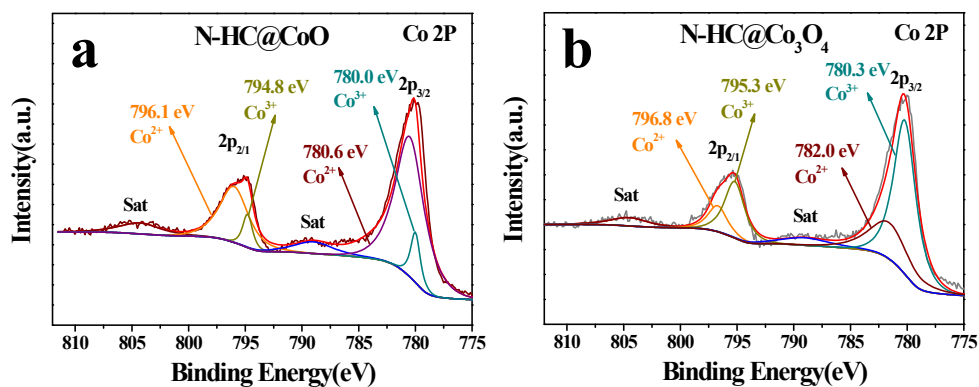 a
N-HC@CoO
Co 2P
796.1 eV
Co2+
794.8 eV
Co3+
780.0 eV
Co3+
2p3/2
2p2/1
780.6 eV
Co2+
Sat
Sat
Intensity(a.u.)
810 805 800 795 790 785 780 775
Binding Energy(eV)
b
N-HC@Co3O4
Co 2P
796.8 eV
Co2+
795.3 eV
Co3+
780.3 eV
Co3+
2p3/2
2p2/1
782.0 eV
Co2+
Sat
Sat
Intensity(a.u.)
810 805 800 795 790 785 780 775
Binding Energy(eV)